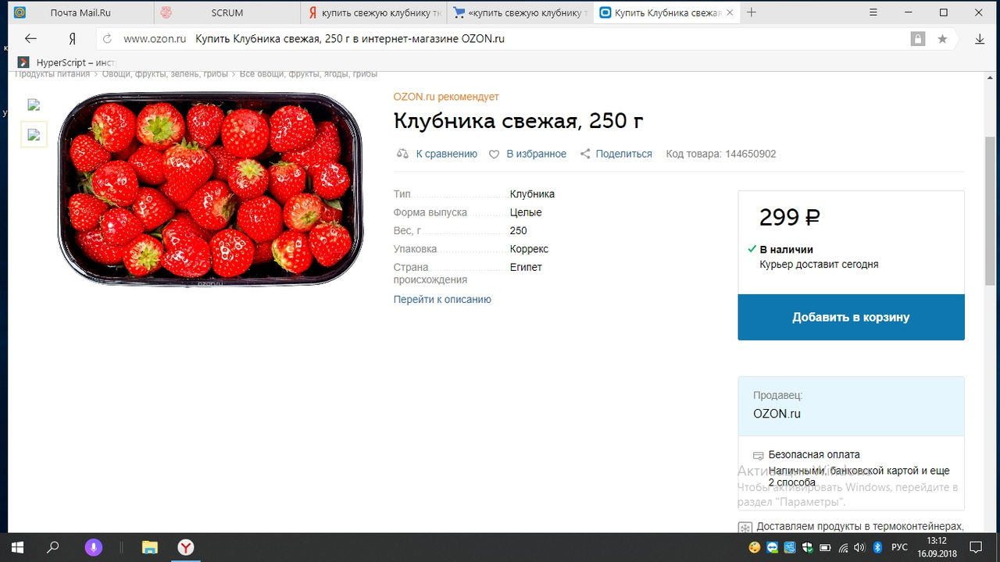 Почта Mail.Ru
SCRUM
купить свежую клубнику тю
«купить свежую клубнику т
Купить Клубника свежая
www.ozon.ru Купить Клубника свежая, 250 г в интернет-магазине OZON.ru
HyperScript – инст
Продукты питания > Овощи, фрукты, зелень, грибы > Все овощи, фрукты, ягоды, грибы
OZON.ru рекомендует
Клубника свежая, 250 г
К сравнению В избранное Поделиться Код товара: 144650902
Тип Клубника
Форма выпуска Целые
Вес, г 250
Упаковка Коррекс
Страна Египет
происхождения
Перейти к описанию
299 ₽
В наличии
Курьер доставит сегодня
Добавить в корзину
Продавец:
OZON.ru
Безопасная оплата
Наличными, банковской картой и еще
2 способа
Активация Windows
Чтобы активировать Windows, перейдите в
раздел "Параметры".
Доставляем продукты в термоконтейнерах,
РУС
13:12
16.09.2018